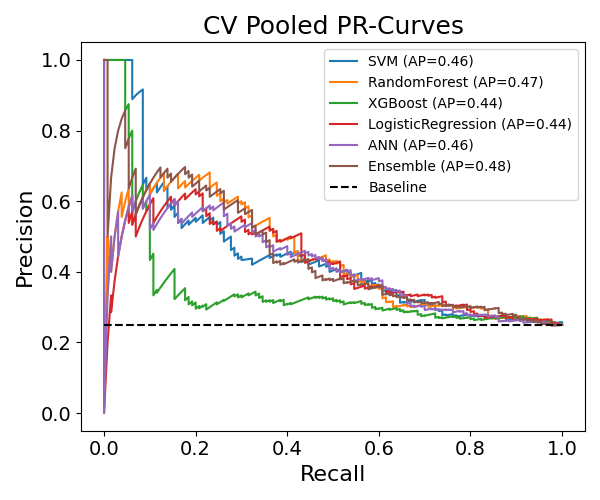 CV Pooled PR-Curves
SVM (AP=0.46)
RandomForest (AP=0.47)
XGBoost (AP=0.44)
LogisticRegression (AP=0.44)
ANN (AP=0.46)
Ensemble (AP=0.48)
Baseline
Precision
1.0
0.8
0.6
0.4
0.2
0.0
0.0 0.2 0.4 0.6 0.8 1.0
Recall